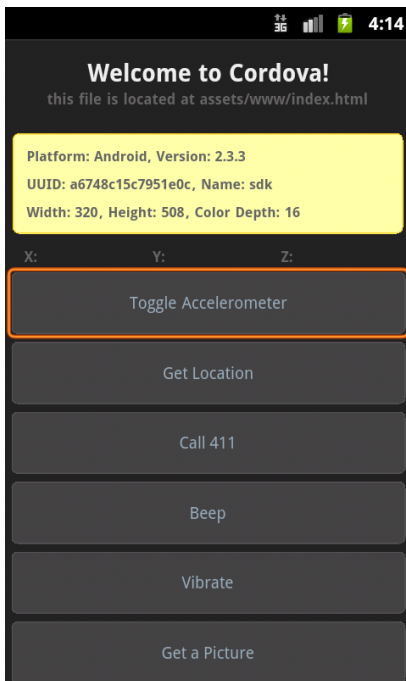 3G 4:14
Welcome to Cordova!
this file is located at assets/www/index.html
Platform: Android, Version: 2.3.3
UUID: a6748c15c7951e0c, Name: sdk
Width: 320, Height: 508, Color Depth: 16
X: Y: Z:
Toggle Accelerometer
Get Location
Call 411
Beep
Vibrate
Get a Picture